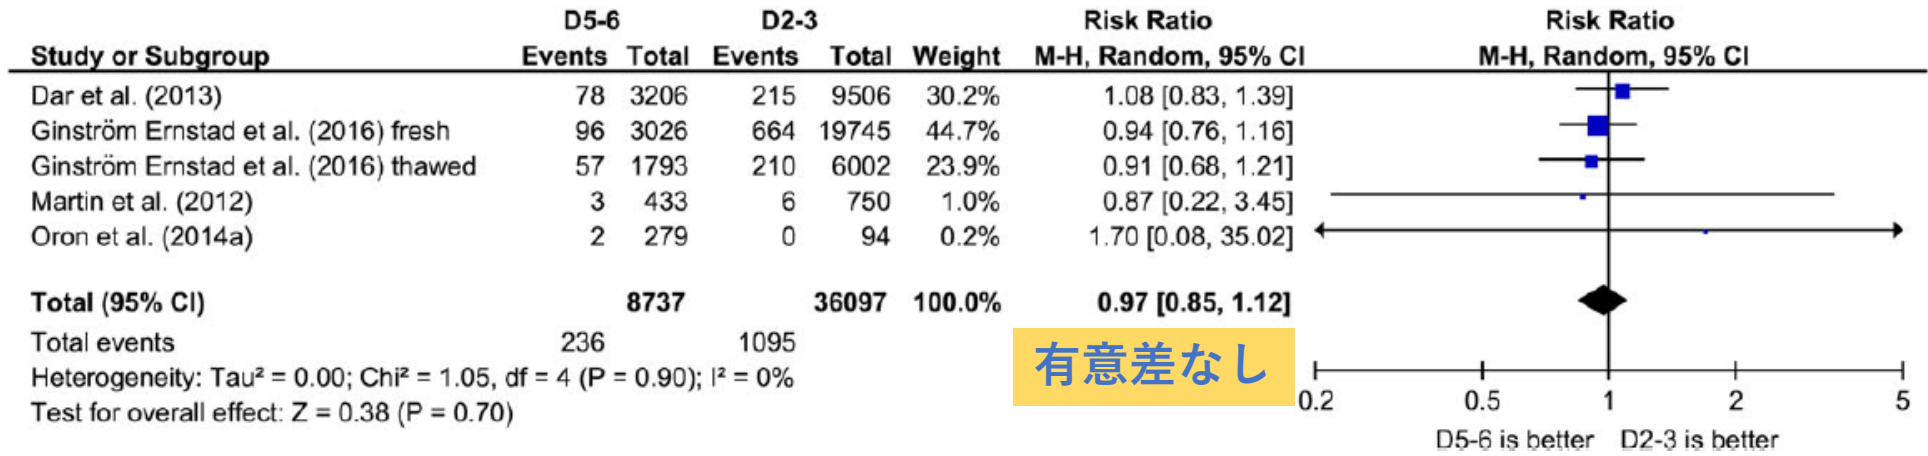 D5-6 D2-3 Risk Ratio Risk Ratio
Study or Subgroup Events Total Events Total Weight M-H, Random, 95% CI M-H, Random, 95% CI
Dar et al. (2013) 78 3206 215 9506 30.2% 1.08 [0.83, 1.39]
Ginström Ernstad et al. (2016) fresh 96 3026 664 19745 44.7% 0.94 [0.76, 1.16]
Ginström Ernstad et al. (2016) thawed 57 1793 210 6002 23.9% 0.91 [0.68, 1.21]
Martin et al. (2012) 3 433 6 750 1.0% 0.87 [0.22, 3.45]
Oron et al. (2014a) 2 279 0 94 0.2% 1.70 [0.08, 35.02]
Total (95% CI) 8737 36097 100.0% 0.97 [0.85, 1.12]
Total events 236 1095
有意差なし
Heterogeneity: Tau² = 0.00; Chi² = 1.05, df = 4 (P = 0.90); I² = 0%
Test for overall effect: Z = 0.38 (P = 0.70)
0.2 0.5 1 2 5
D5-6 is better D2-3 is better